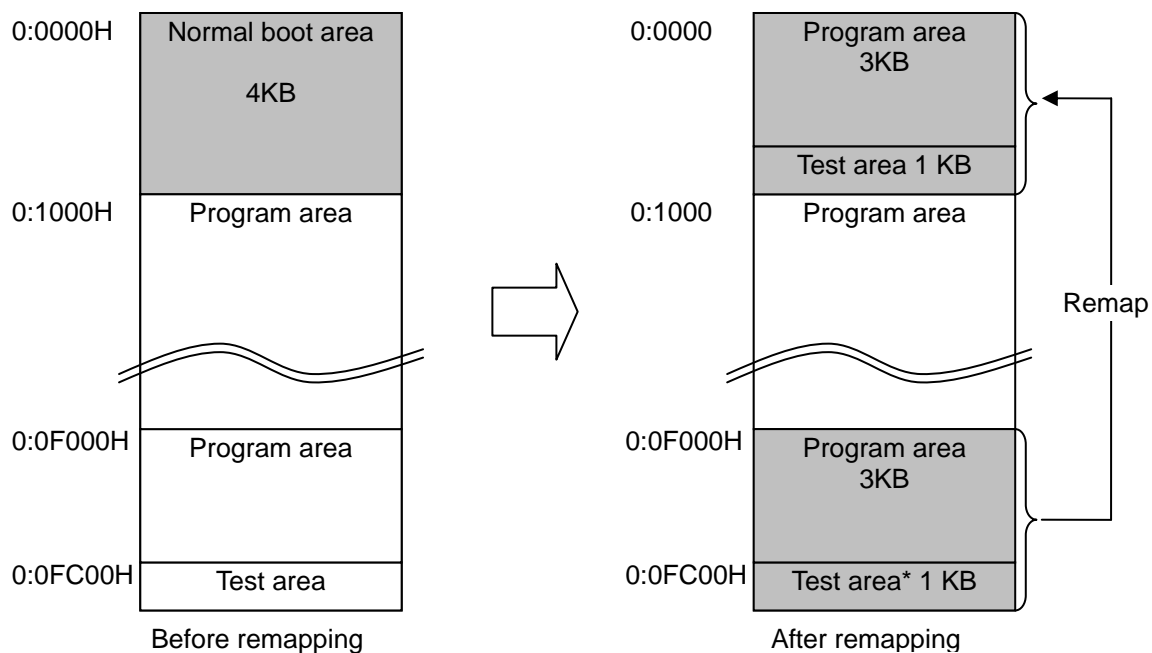 0:0000H
Normal boot area
4KB
0:1000H
Program area
0:0F000H
Program area
0:0FC00H
Test area
Before remapping
0:0000
Program area
3KB
Test area 1 KB
0:1000
Program area
Remap
0:0F000H
Program area
3KB
0:0FC00H
Test area* 1 KB
After remapping